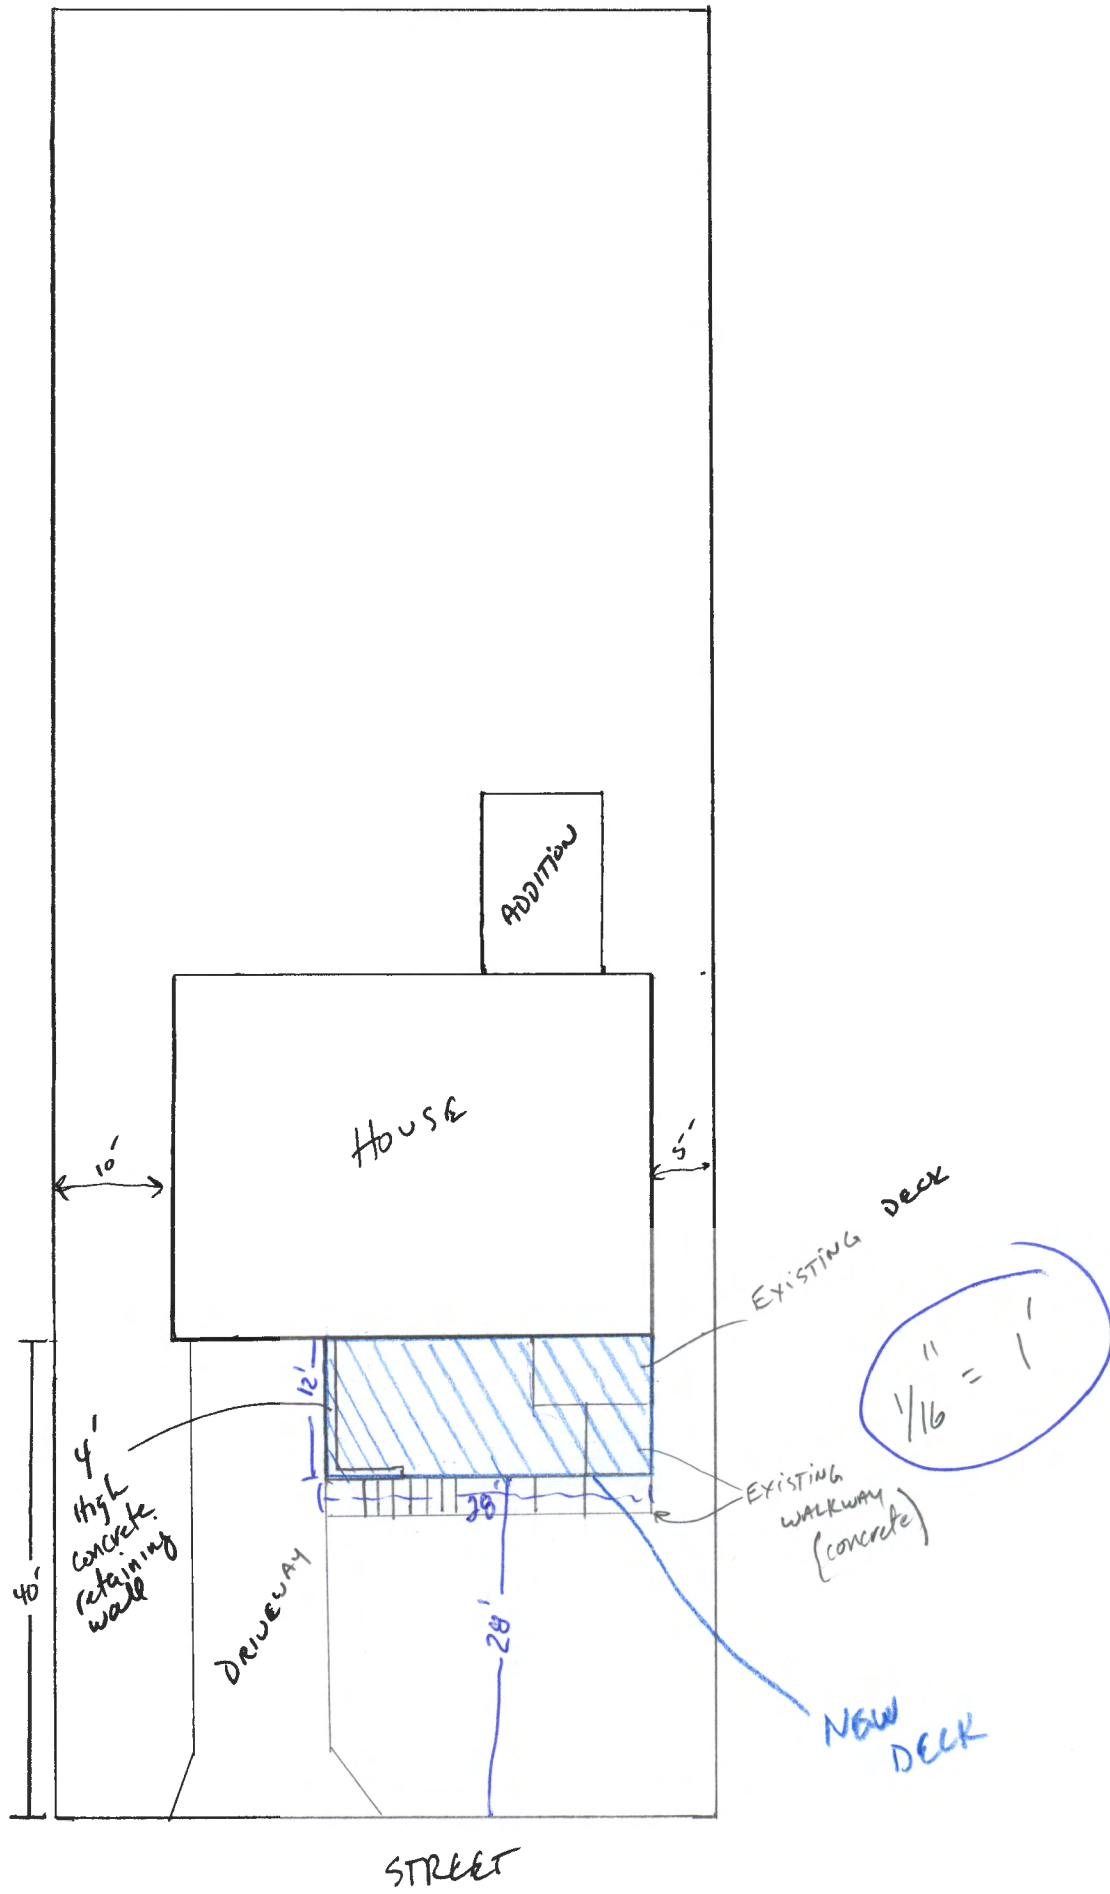 ADDITION
HOUSE
10'
5'
EXISTING DECK
1/16" = 1'
12'
4'
High
concrete
retaining
wall
28'
EXISTING
WALKWAY
(concrete)
40'
DRIVEWAY
28'
NEW
DECK
STREET